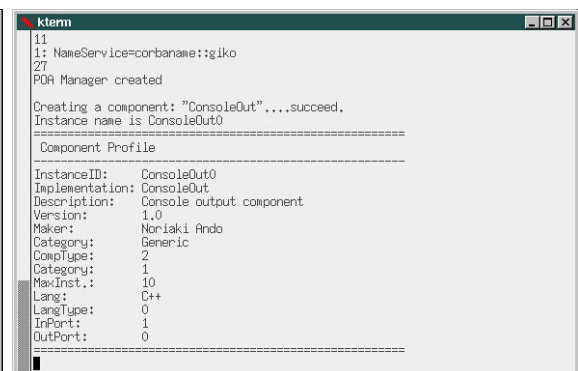 kterm
11
1: NameService=corbaname::giko
27
POA Manager created
Creating a component: "ConsoleOut"....succeed.
Instance name is ConsoleOut0
=======================================================
Component Profile
-------------------------------------------------------
InstanceID: ConsoleOut0
Implementation: ConsoleOut
Description: Console output component
Version: 1.0
Maker: Noriaki Ando
Category: Generic
CompType: 2
Category: 1
MaxInst.: 10
Lang: C++
LangType: 0
InPort: 1
OutPort: 0
=======================================================